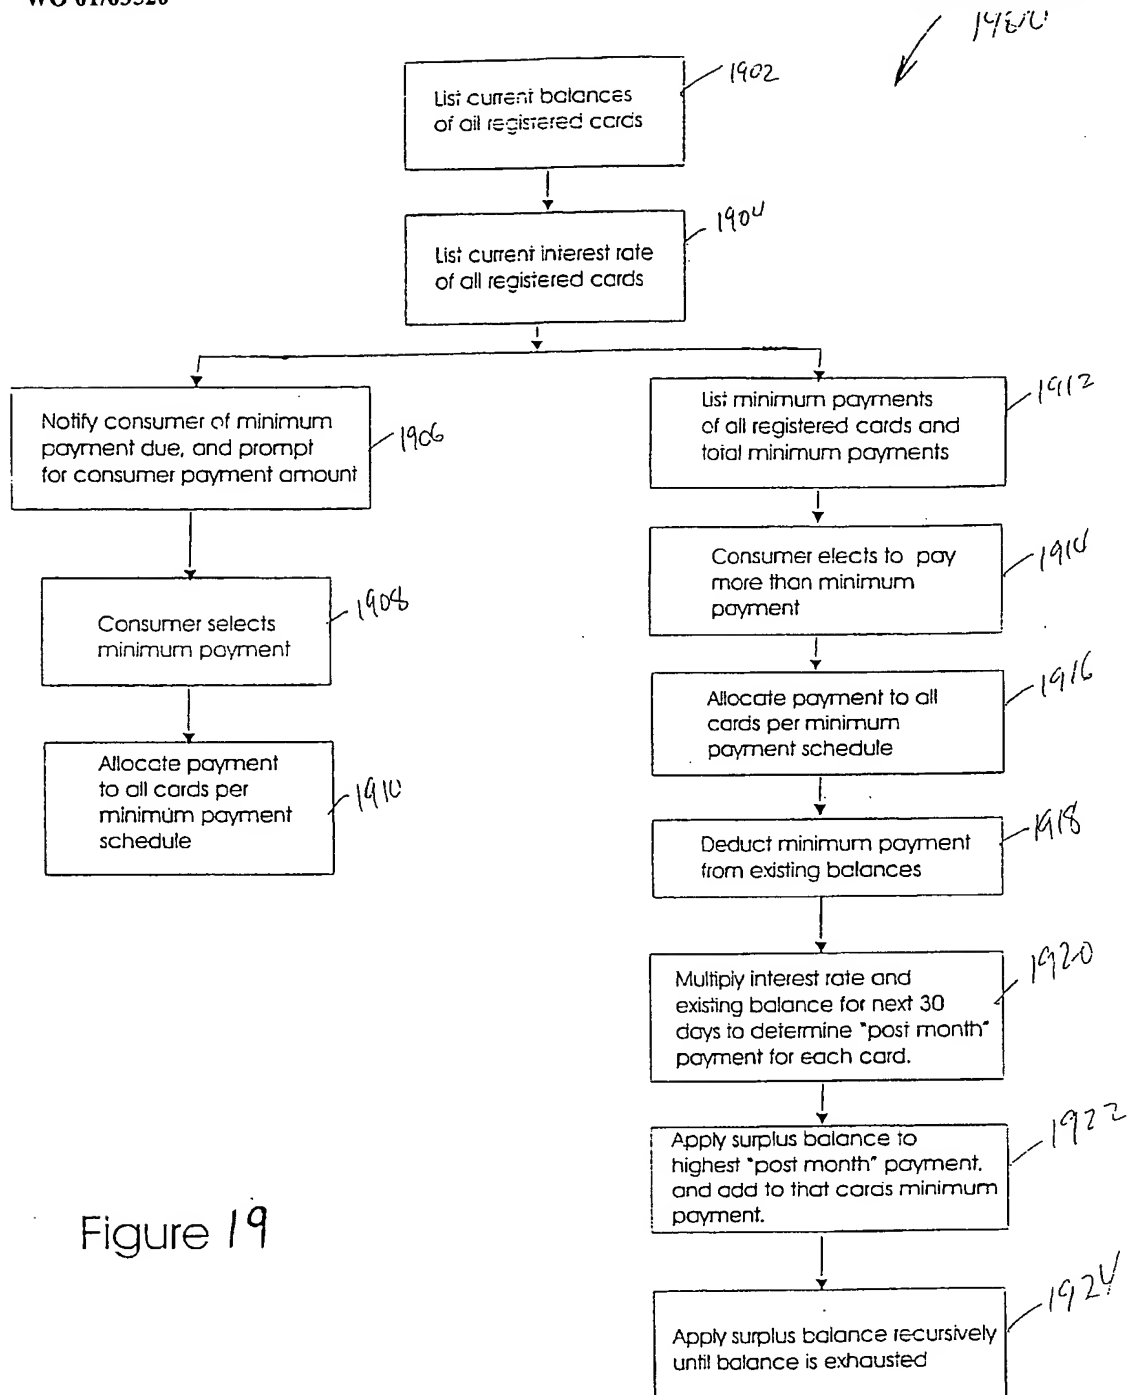 1902
List current balances
of all registered cards
1904
List current interest rate
of all registered cards
Notify consumer of minimum
payment due, and prompt
for consumer payment amount
1906
List minimum payments
of all registered cards and
total minimum payments
1912
Consumer selects
minimum payment
1908
Consumer elects to pay
more than minimum
payment
1914
Allocate payment
to all cards per
minimum payment
schedule
1910
Allocate payment to all
cards per minimum
payment schedule
1916
Deduct minimum payment
from existing balances
1918
Multiply interest rate and
existing balance for next 30
days to determine "post month"
payment for each card.
1920
Apply surplus balance to
highest "post month" payment.
and add to that cards minimum
payment.
1922
Apply surplus balance recursively
until balance is exhausted
1924
Figure 19